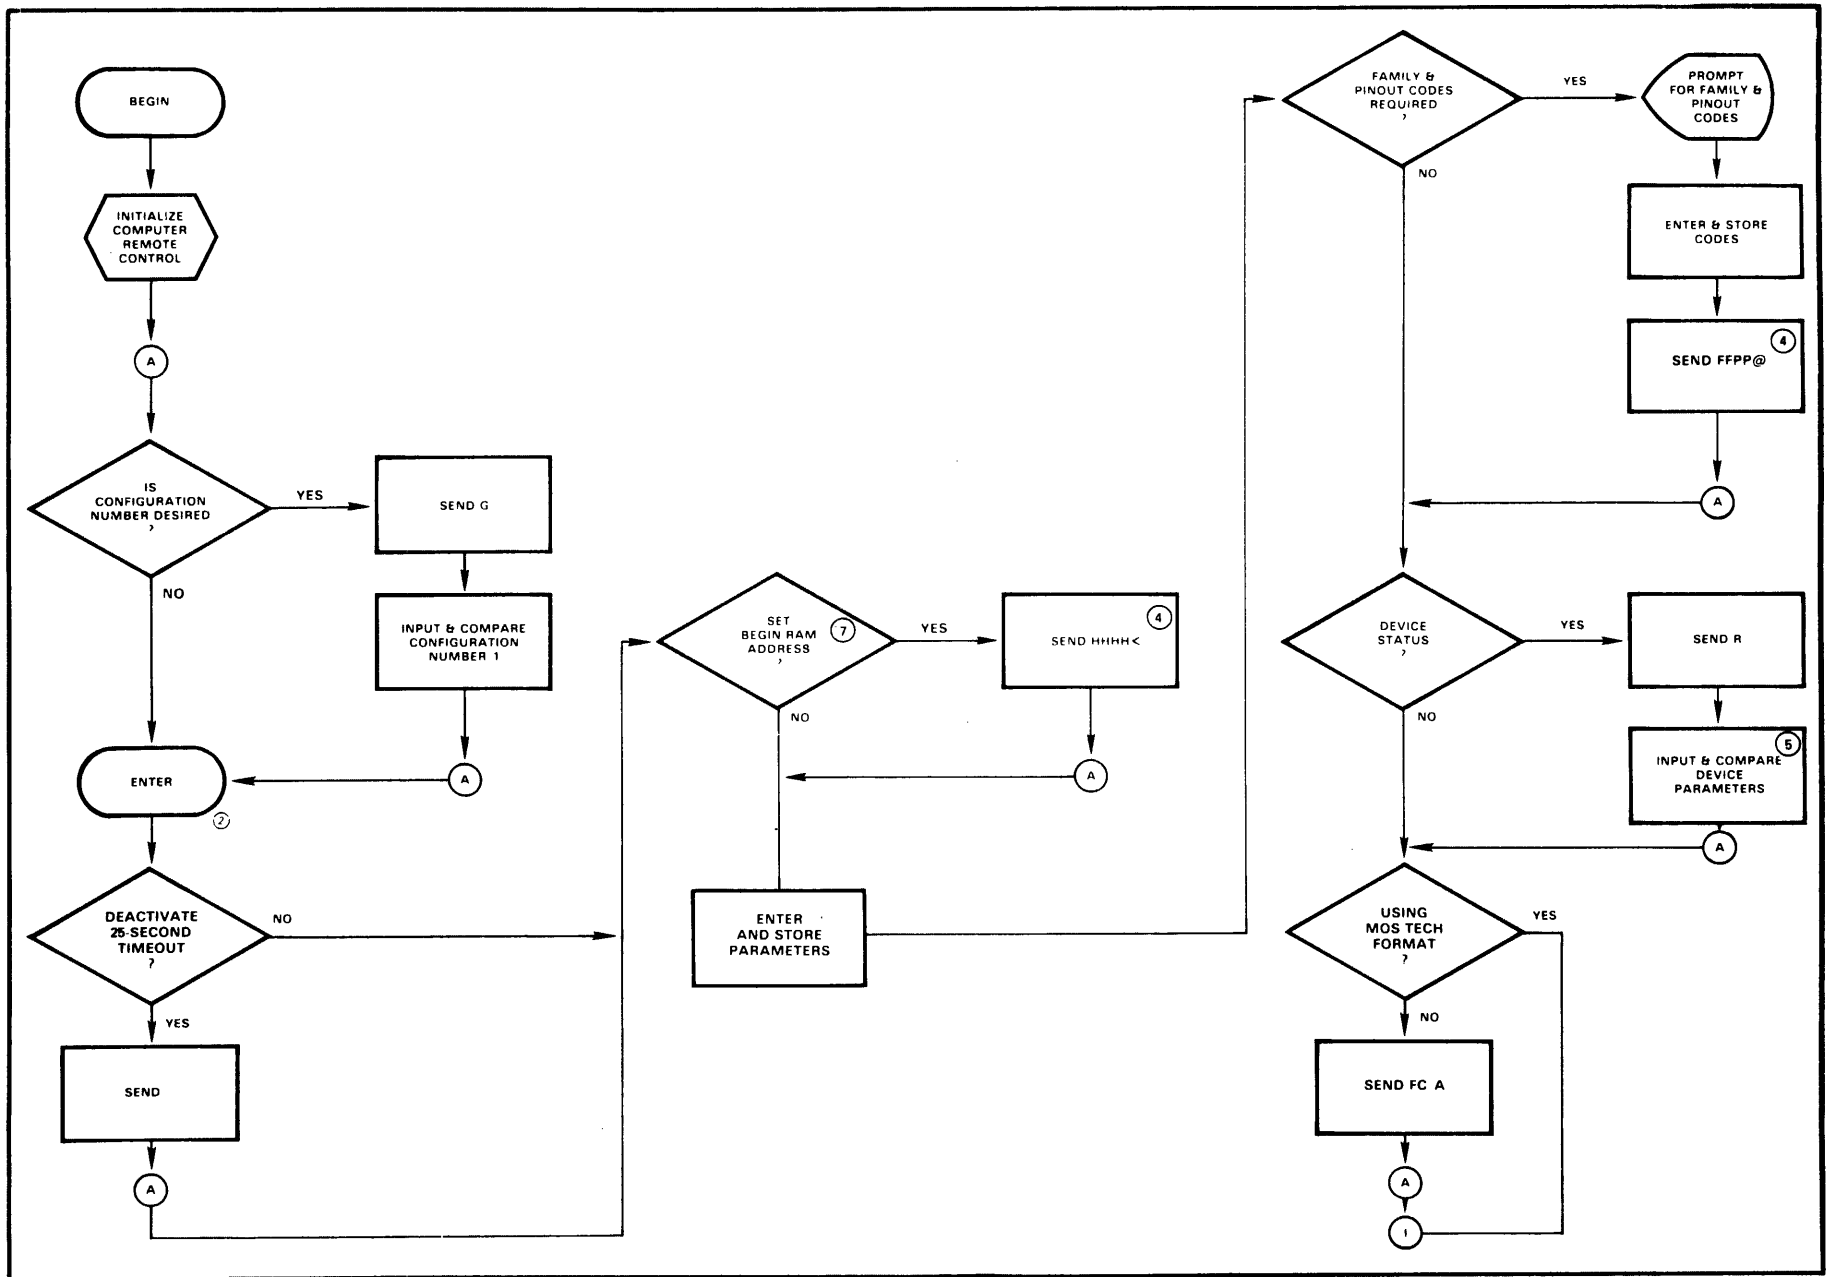 BEGIN
INITIALIZE
COMPUTER
REMOTE
CONTROL
A
IS
CONFIGURATION
NUMBER DESIRED
?
YES
NO
SEND G
INPUT & COMPARE
CONFIGURATION
NUMBER 1
A
ENTER
2
DEACTIVATE
25-SECOND
TIMEOUT
?
NO
YES
SEND
A
SET
BEGIN RAM
ADDRESS
?
7
YES
NO
4
SEND HHHH<
A
ENTER
AND STORE
PARAMETERS
FAMILY &
PINOUT CODES
REQUIRED
?
YES
NO
PROMPT
FOR FAMILY &
PINOUT
CODES
ENTER & STORE
CODES
4
SEND FFPP@
A
DEVICE
STATUS
?
YES
NO
SEND R
5
INPUT & COMPARE
DEVICE
PARAMETERS
A
USING
MOS TECH
FORMAT
?
YES
NO
SEND FC A
A
1